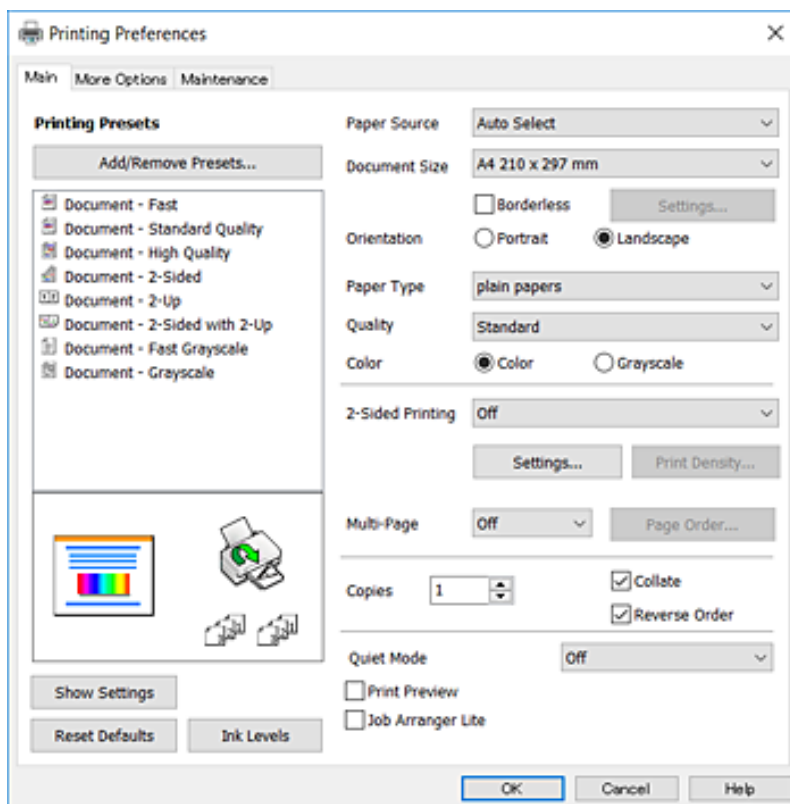 Printing Preferences
Main More Options Maintenance
Printing Presets
Add/Remove Presets...
Document - Fast
Document - Standard Quality
Document - High Quality
Document - 2-Sided
Document - 2-Up
Document - 2-Sided with 2-Up
Document - Fast Grayscale
Document - Grayscale
Show Settings
Reset Defaults Ink Levels
Paper Source Auto Select
Document Size A4 210 x 297 mm
Borderless Settings...
Orientation Portrait Landscape
Paper Type plain papers
Quality Standard
Color Color Grayscale
2-Sided Printing Off
Settings... Print Density...
Multi-Page Off Page Order...
Copies 1 Collate
Reverse Order
Quiet Mode Off
Print Preview
Job Arranger Lite
OK Cancel Help